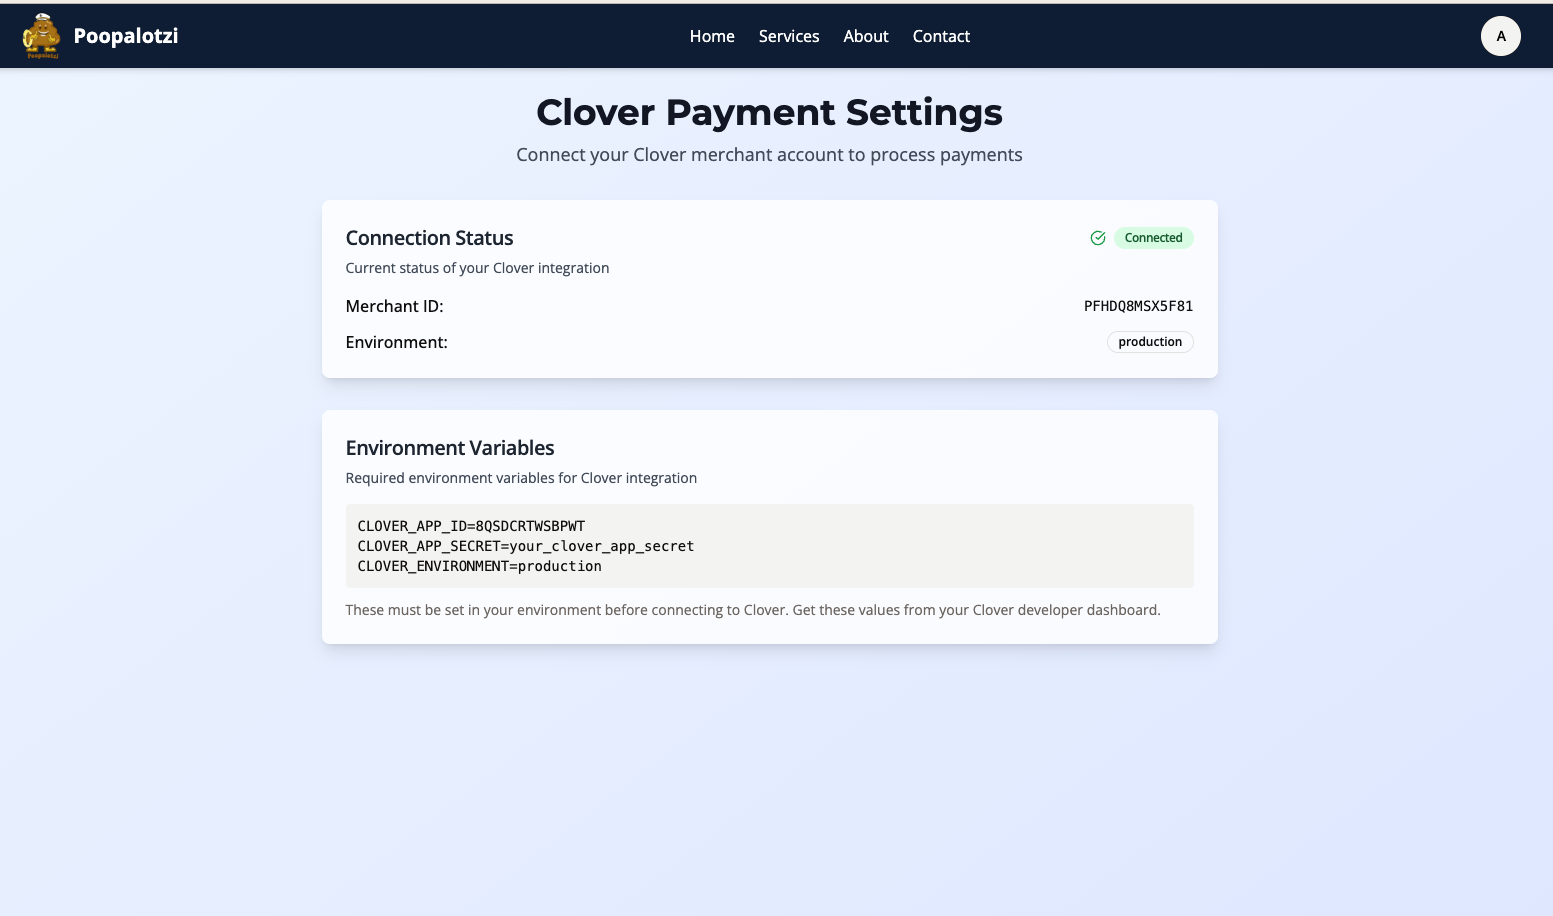 Poopalotzi
Poopalotzi
Home Services About Contact
A
Clover Payment Settings
Connect your Clover merchant account to process payments
Connection Status
Connected
Current status of your Clover integration
Merchant ID:
PFHDQ8MSX5F81
Environment:
production
Environment Variables
Required environment variables for Clover integration
CLOVER_APP_ID=8QSDCRTWSBPWT
CLOVER_APP_SECRET=your_clover_app_secret
CLOVER_ENVIRONMENT=production
These must be set in your environment before connecting to Clover. Get these values from your Clover developer dashboard.